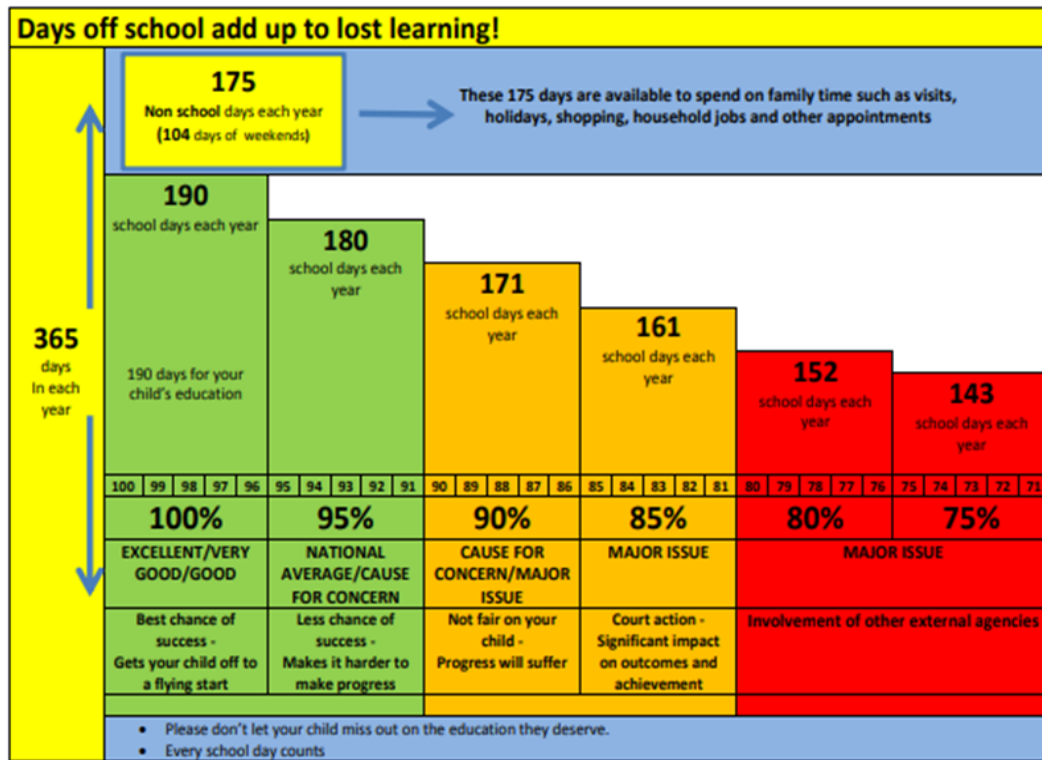 Days off school add up to lost learning!
175
Non school days each year
(104 days of weekends)
These 175 days are available to spend on family time such as visits,
holidays, shopping, household jobs and other appointments
365
days
In each
year
190
school days each year
190 days for your
child's education
180
school days each
year
171
school days each
year
161
school days each
year
152
school days each
year
143
school days each
year
100 99 98 97 96 95 94 93 92 91 90 89 88 87 86 85 84 83 82 81 80 79 78 77 76 75 74 73 72 71
100% 95% 90% 85% 80% 75%
EXCELLENT/VERY
GOOD/GOOD
NATIONAL
AVERAGE/CAUSE
FOR CONCERN
CAUSE FOR
CONCERN/MAJOR
ISSUE
MAJOR ISSUE
MAJOR ISSUE
Best chance of
success -
Gets your child off to
a flying start
Less chance of
success -
Makes it harder to
make progress
Not fair on your
child -
Progress will suffer
Court action -
Significant impact
on outcomes and
achievement
Involvement of other external agencies
• Please don't let your child miss out on the education they deserve.
• Every school day counts